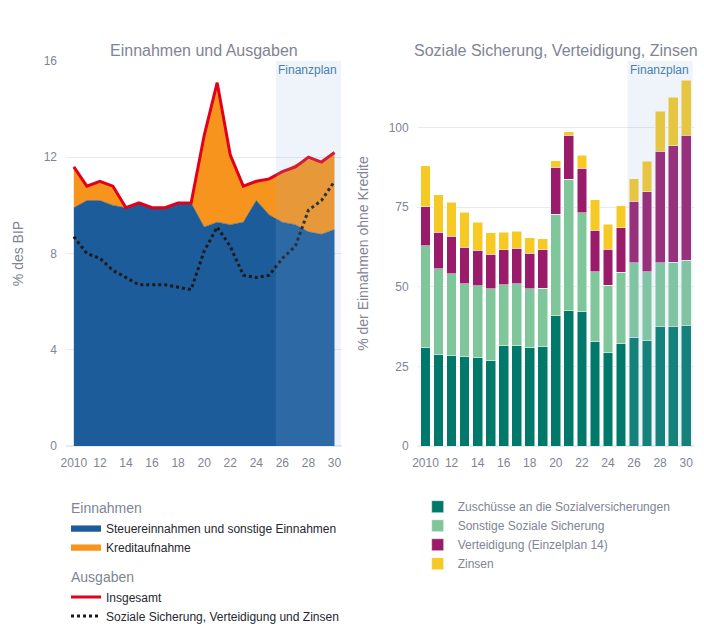 Einnahmen und Ausgaben
Finanzplan
% des BIP
16
12
8
4
0
2010 12 14 16 18 20 22 24 26 28 30
Einnahmen
Steuereinnahmen und sonstige Einnahmen
Kreditaufnahme
Ausgaben
Insgesamt
Soziale Sicherung, Verteidigung und Zinsen
Soziale Sicherung, Verteidigung, Zinsen
Finanzplan
% der Einnahmen ohne Kredite
100
75
50
25
0
2010 12 14 16 18 20 22 24 26 28 30
Zuschüsse an die Sozialversicherungen
Sonstige Soziale Sicherung
Verteidigung (Einzelplan 14)
Zinsen